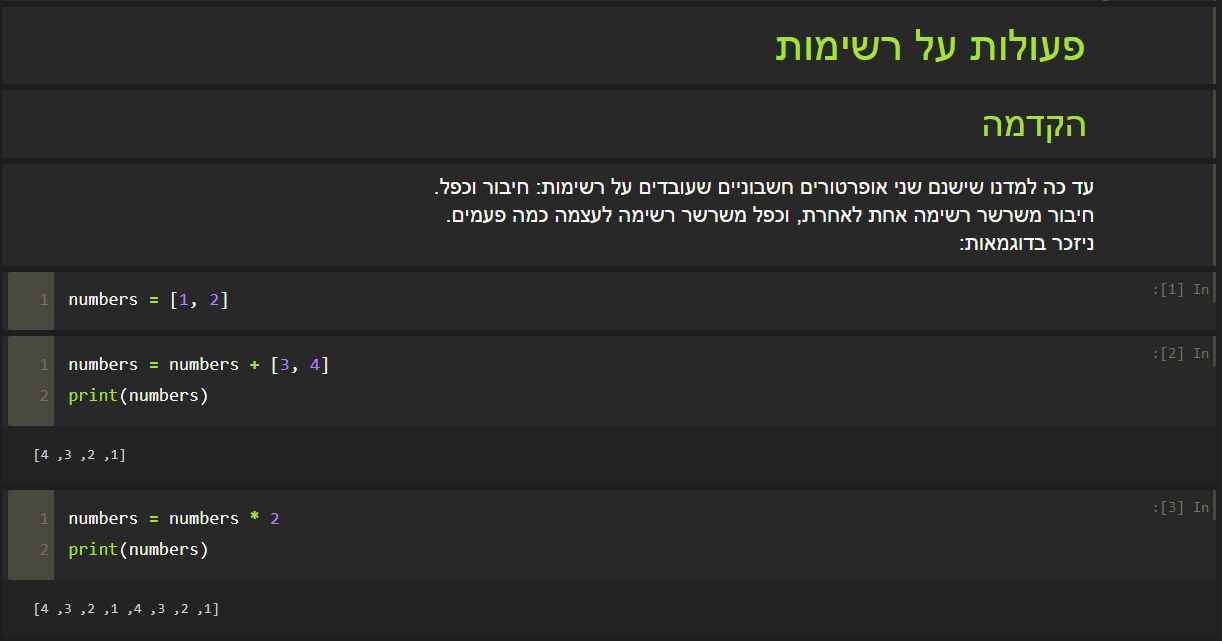 פעולות על רשימות
הקדמה
עד כה למדנו שישנם שני אופרטורים חשבוניים שעובדים על רשימות: חיבור וכפל.
חיבור משרשר רשימה אחת לאחרת, וכפל משרשר רשימה לעצמה כמה פעמים.
ניזכר בדוגמאות:
:[1] In
1 numbers = [1, 2]
:[2] In
1 numbers = numbers + [3, 4]
2 print(numbers)
[4 ,3 ,2 ,1]
:[3] In
1 numbers = numbers * 2
2 print(numbers)
[4 ,3 ,2 ,1 ,4 ,3 ,2 ,1]